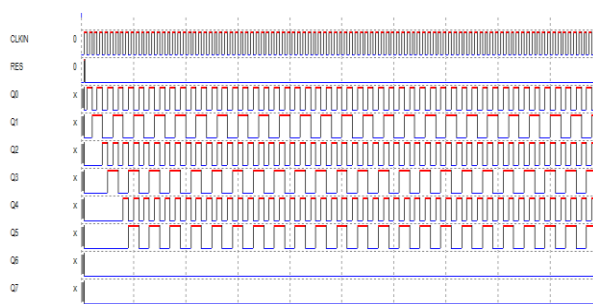 CLKIN 0
RES 0
Q0 x
Q1 x
Q2 x
Q3 x
Q4 x
Q5 x
Q6 x
Q7 x